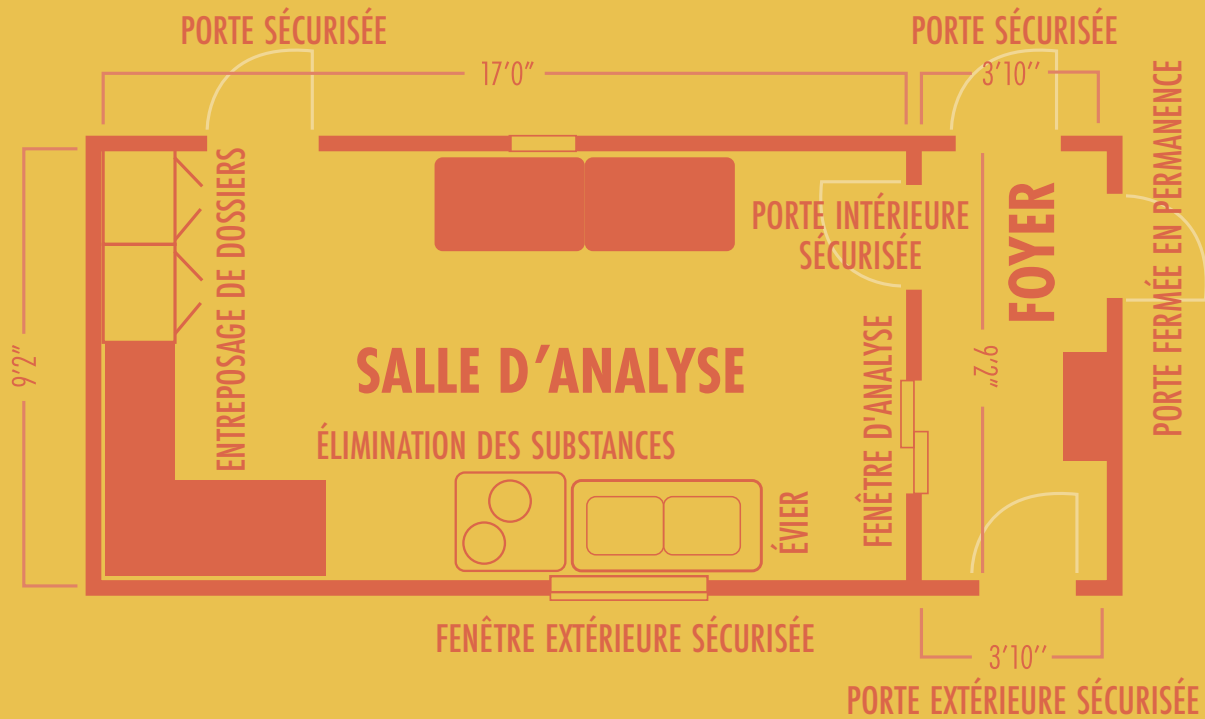 PORTE SÉCURISÉE
PORTE SÉCURISÉE
17'0"
3'10''
PORTE FERMÉE EN PERMANENCE
ENTREPOSAGE DE DOSSIERS
PORTE INTÉRIEURE
SÉCURISÉE
FOYER
9'2"
SALLE D'ANALYSE
FENÊTRE D'ANALYSE
9'2"
ÉLIMINATION DES SUBSTANCES
ÉVIER
FENÊTRE EXTÉRIEURE SÉCURISÉE
3'10''
PORTE EXTÉRIEURE SÉCURISÉE